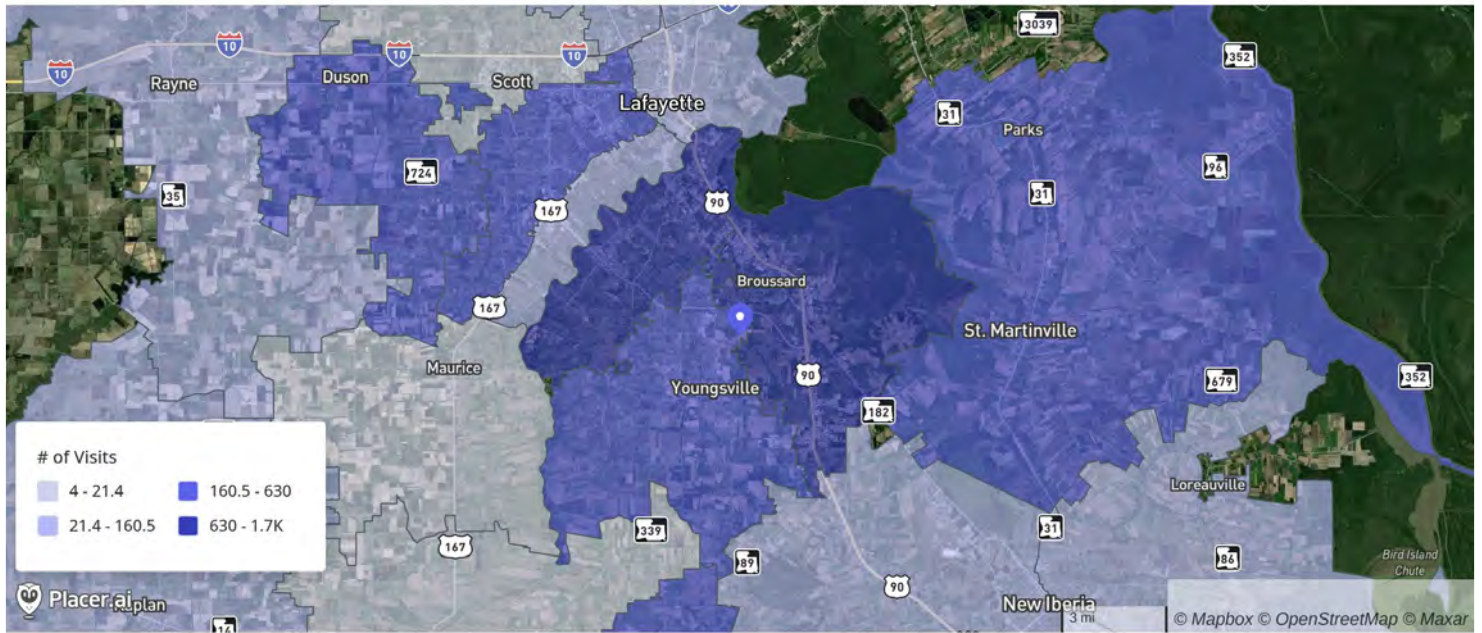 3039
10
352
10
10
10
Rayne
Duson
Scott
Lafayette
31
Parks
724
96
35
31
90
167
Broussard
167
St. Martinville
Maurice
90
Youngsville
679
352
182
# of Visits
4 - 21.4
160.5 - 630
21.4 - 160.5
630 - 1.7K
Loreauville
339
31
167
89
86
Bird Island
Chute
90
Placer.ai
Kaplan
New Iberia
3 mi
© Mapbox © OpenStreetMap © Maxar